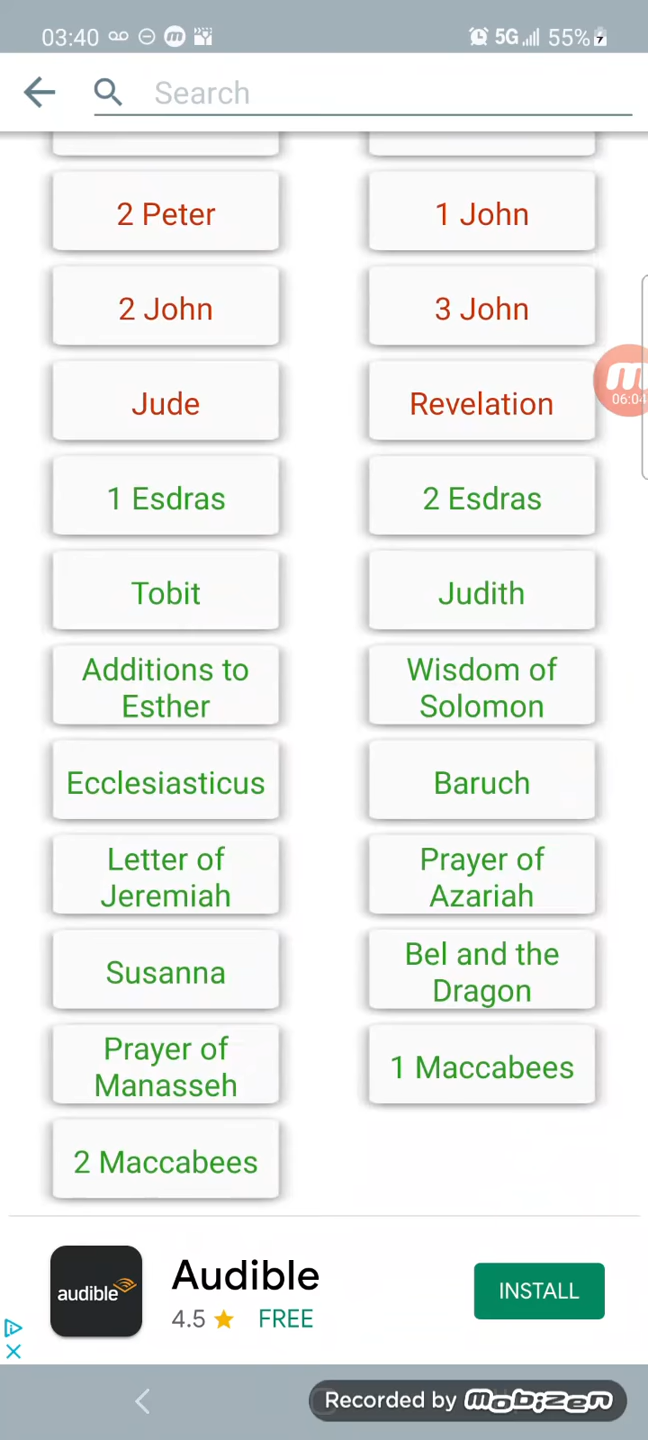 03:40
5G 55%
Search
2 Peter
1 John
2 John
3 John
Jude
Revelation
1 Esdras
2 Esdras
Tobit
Judith
Additions to
Esther
Wisdom of
Solomon
Ecclesiasticus
Baruch
Letter of
Jeremiah
Prayer of
Azariah
Susanna
Bel and the
Dragon
Prayer of
Manasseh
1 Maccabees
2 Maccabees
06:04
audible
Audible
4.5 FREE
INSTALL
Recorded by mobizen